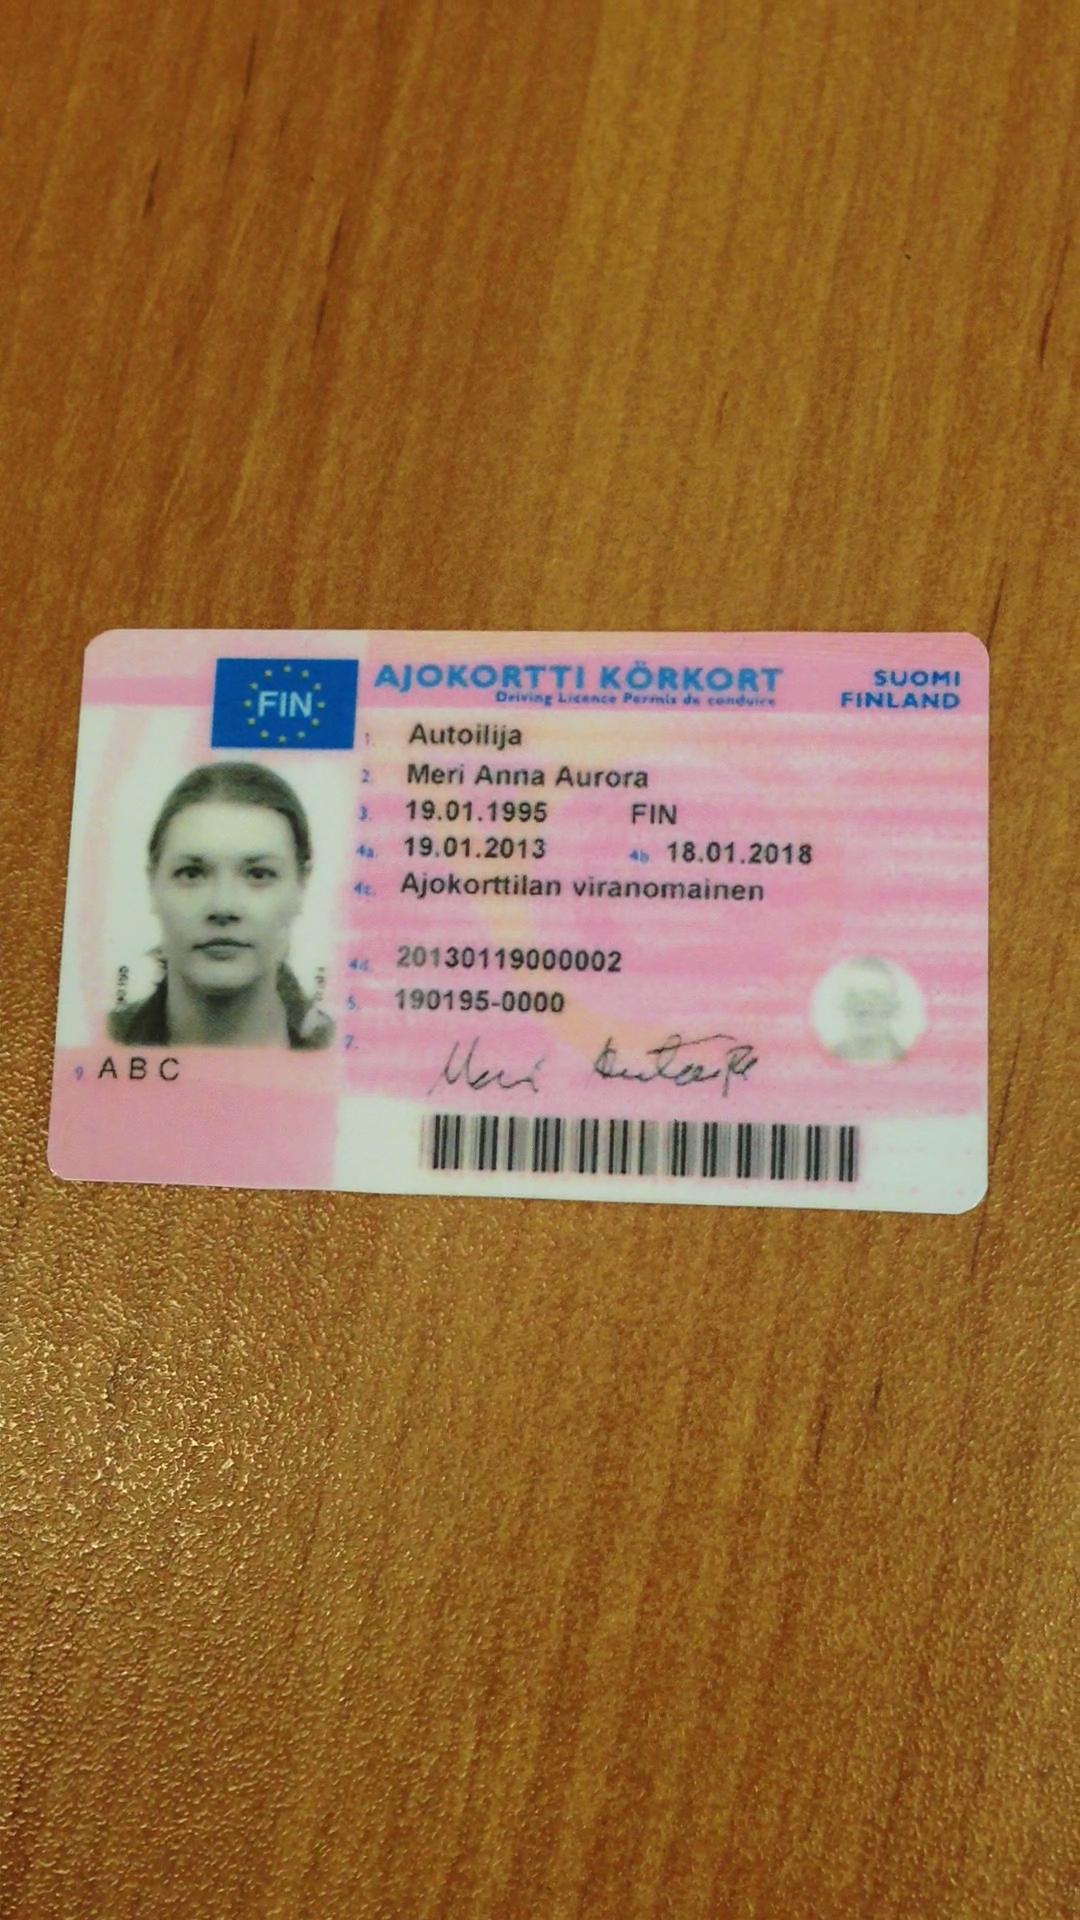 FIN
AJOKORTTI KÖRKORT
Driving Licence Permis de conduire
SUOMI
FINLAND
1. Autoilija
2. Meri Anna Aurora
3. 19.01.1995 FIN
4a. 19.01.2013 4b. 18.01.2018
4c. Ajokorttilan viranomainen
4d. 20130119000002
5. 190195-0000
7. Meri Autoilija
9. A B C